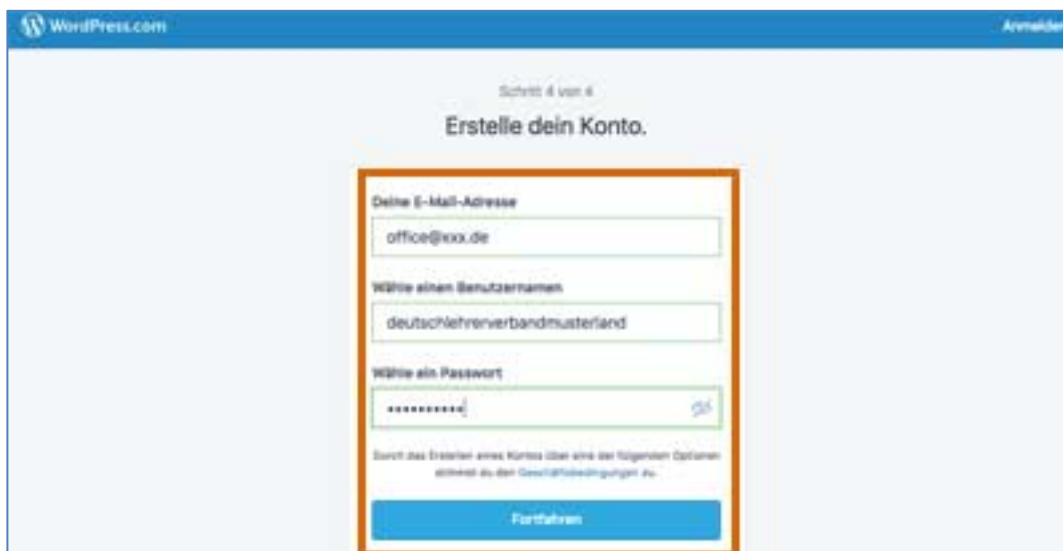 WordPress.com
Anmelden
Schritt 4 von 4
Erstelle dein Konto.
Deine E-Mail-Adresse
office@xxx.de
Wähle einen Benutzernamen
deutschlehrerverbandmusterland
Wähle ein Passwort
••••••••••
Durch das Erstellen eines Kontos über eine der folgenden Optionen
stimmst du den Geschäftsbedingungen zu.
Fortfahren